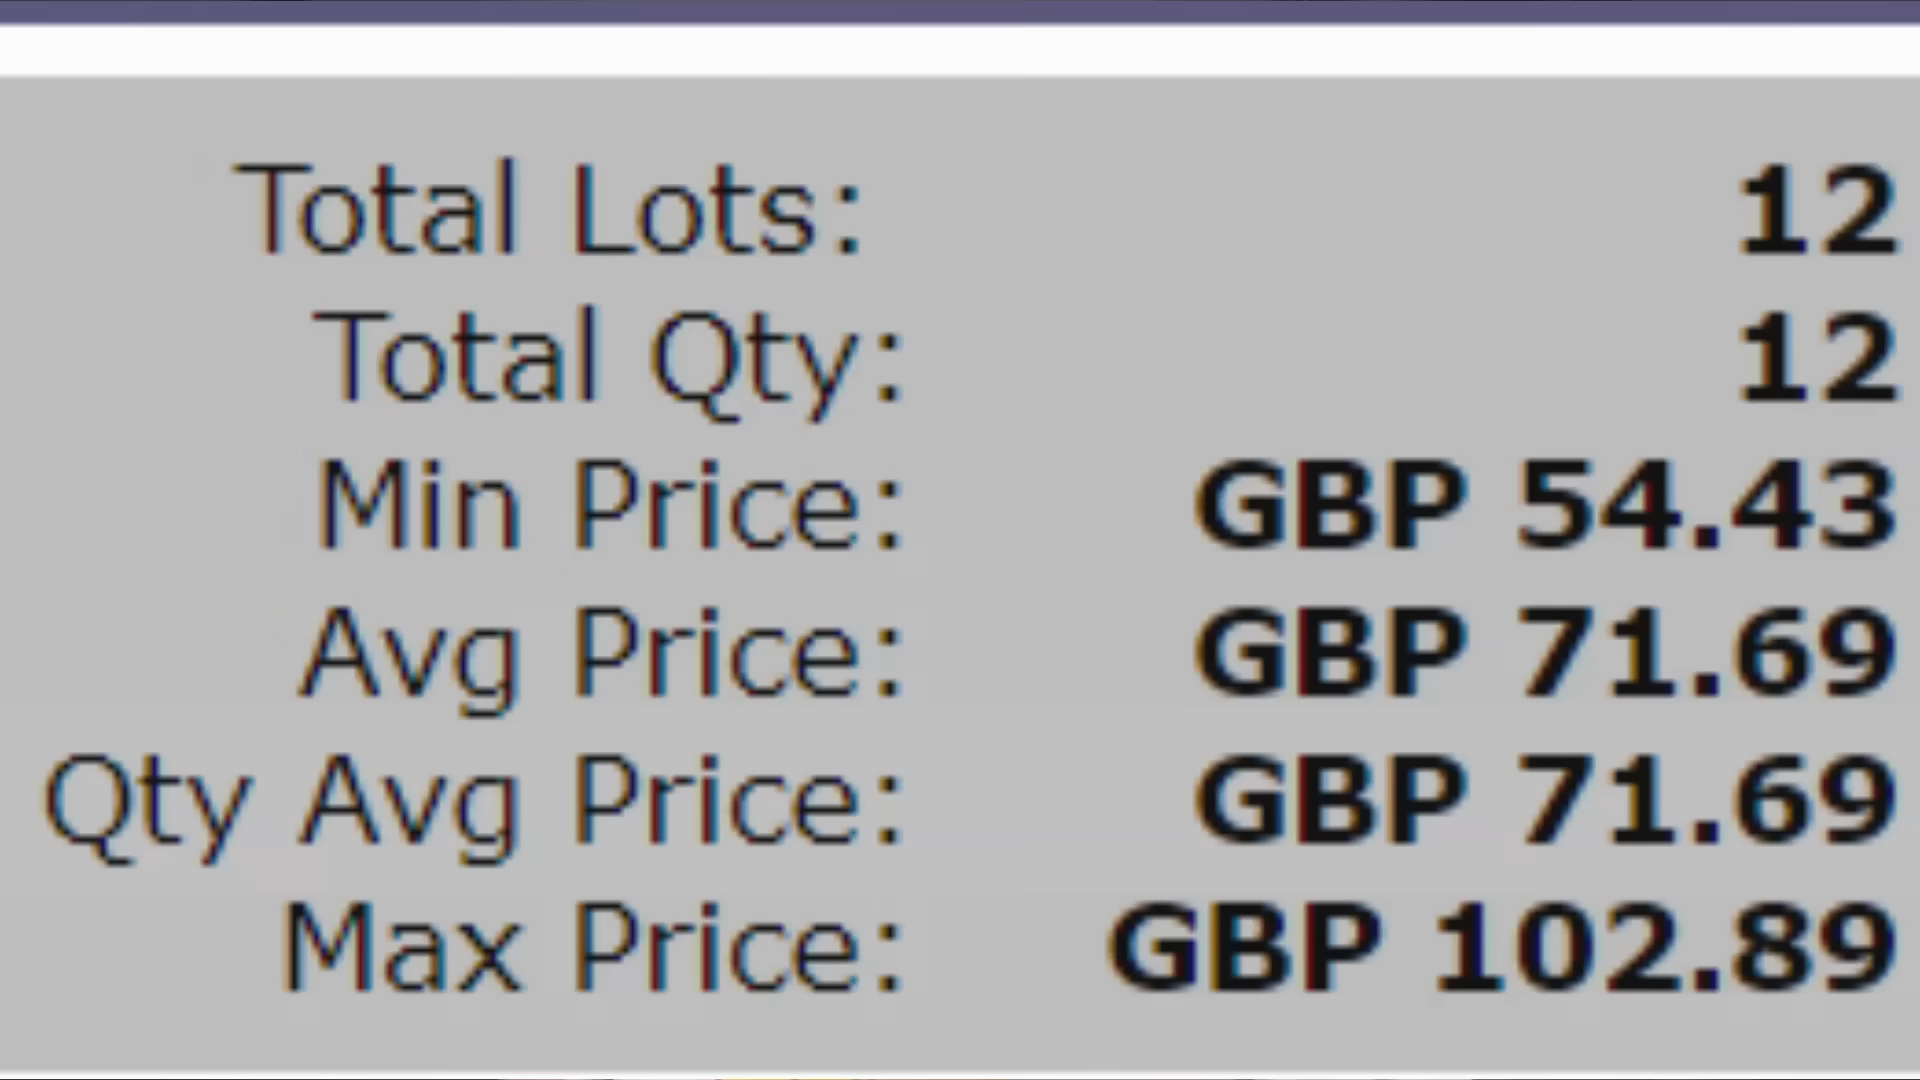 Total Lots: 12
Total Qty: 12
Min Price: GBP 54.43
Avg Price: GBP 71.69
Qty Avg Price: GBP 71.69
Max Price: GBP 102.89